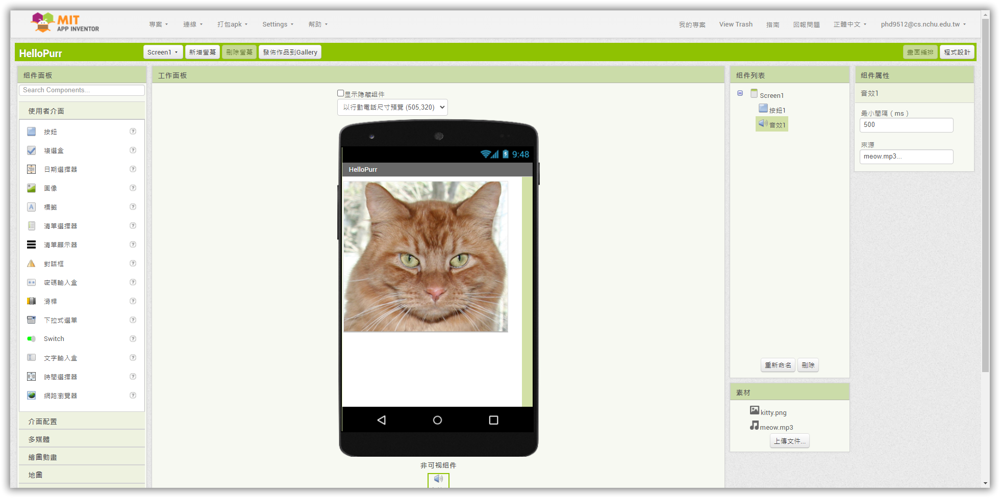 MIT
APP INVENTOR
專案 連線 打包apk Settings 幫助
我的專案 View Trash 指南 回報問題 正體中文 phd9512@cs.nchu.edu.tw
HelloPurr
Screen1 新增螢幕 刪除螢幕 發佈作品到Gallery
畫面編排 程式設計
组件面板
Search Components...
使用者介面
按鈕
複選盒
日期選擇器
圖像
標籤
清單選擇器
清單顯示器
對話框
密碼輸入盒
滑桿
下拉式選單
Switch
文字輸入盒
時間選擇器
網路瀏覽器
介面配置
多媒體
繪圖動畫
地圖
工作面板
显示隐藏组件
以行動電話尺寸預覽 (505,320)
9:48
HelloPurr
非可视组件
组件列表
Screen1
按鈕1
音效1
重新命名 刪除
素材
kitty.png
meow.mp3
上傳文件...
组件属性
音效1
最小間隔（ms）
500
來源
meow.mp3...